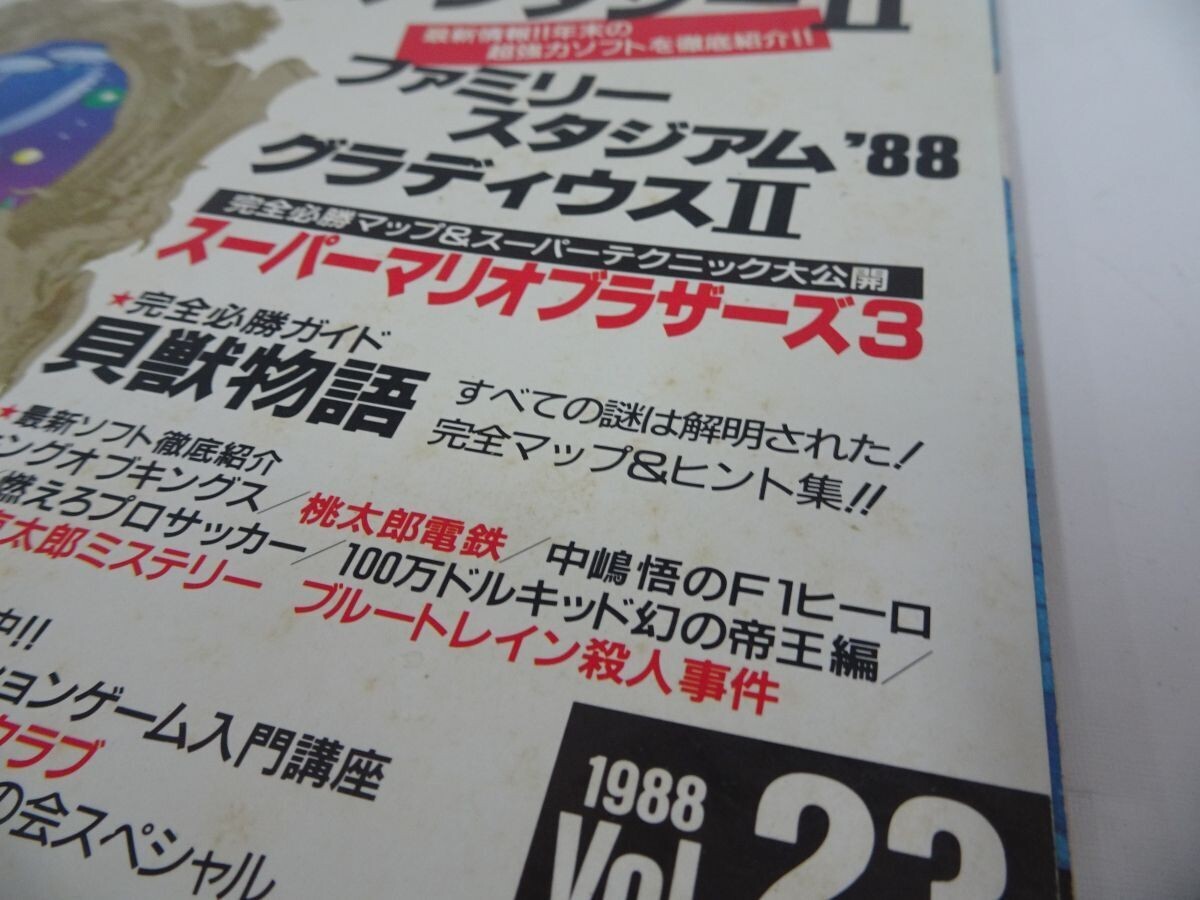 II
最新情報!!年末の
超強力ソフトを徹底紹介!!
ファミリー
スタジアム'88
グラディウスII
完全必勝マップ&スーパーテクニック大公開
スーパーマリオブラザーズ3
★完全必勝ガイド
貝獣物語
すべての謎は解明された!
完全マップ&ヒント集!!
★最新ソフト徹底紹介
ングオブキングス/桃太郎電鉄/中嶋悟のF1ヒーロ
燃えろプロサッカー/100万ドルキッド幻の帝王編/
太郎ミステリー ブルートレイン殺人事件
中!!
ョンゲーム入門講座
クラブ
の会スペシャル
1988
Vol.23